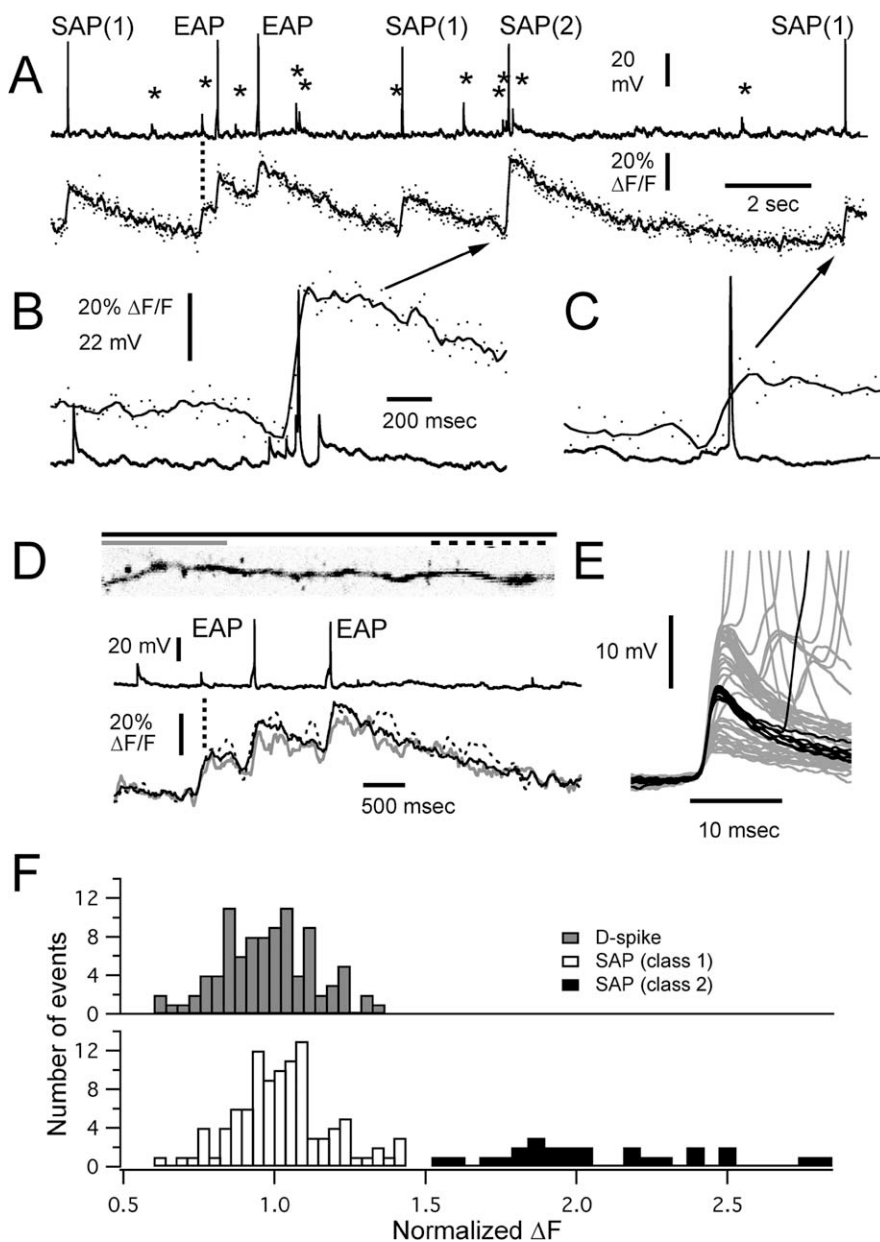 A
SAP(1) EAP EAP SAP(1) SAP(2) SAP(1)
* * * * * * * * * * *
20
mV
20%
ΔF/F
2 sec
B
20% ΔF/F
22 mV
200 msec
C
D
20 mV
EAP EAP
20%
ΔF/F
500 msec
E
10 mV
10 msec
F
Number of events
12
8
4
0
D-spike
SAP (class 1)
SAP (class 2)
12
8
4
0
0.5 1.0 1.5 2.0 2.5
Normalized ΔF